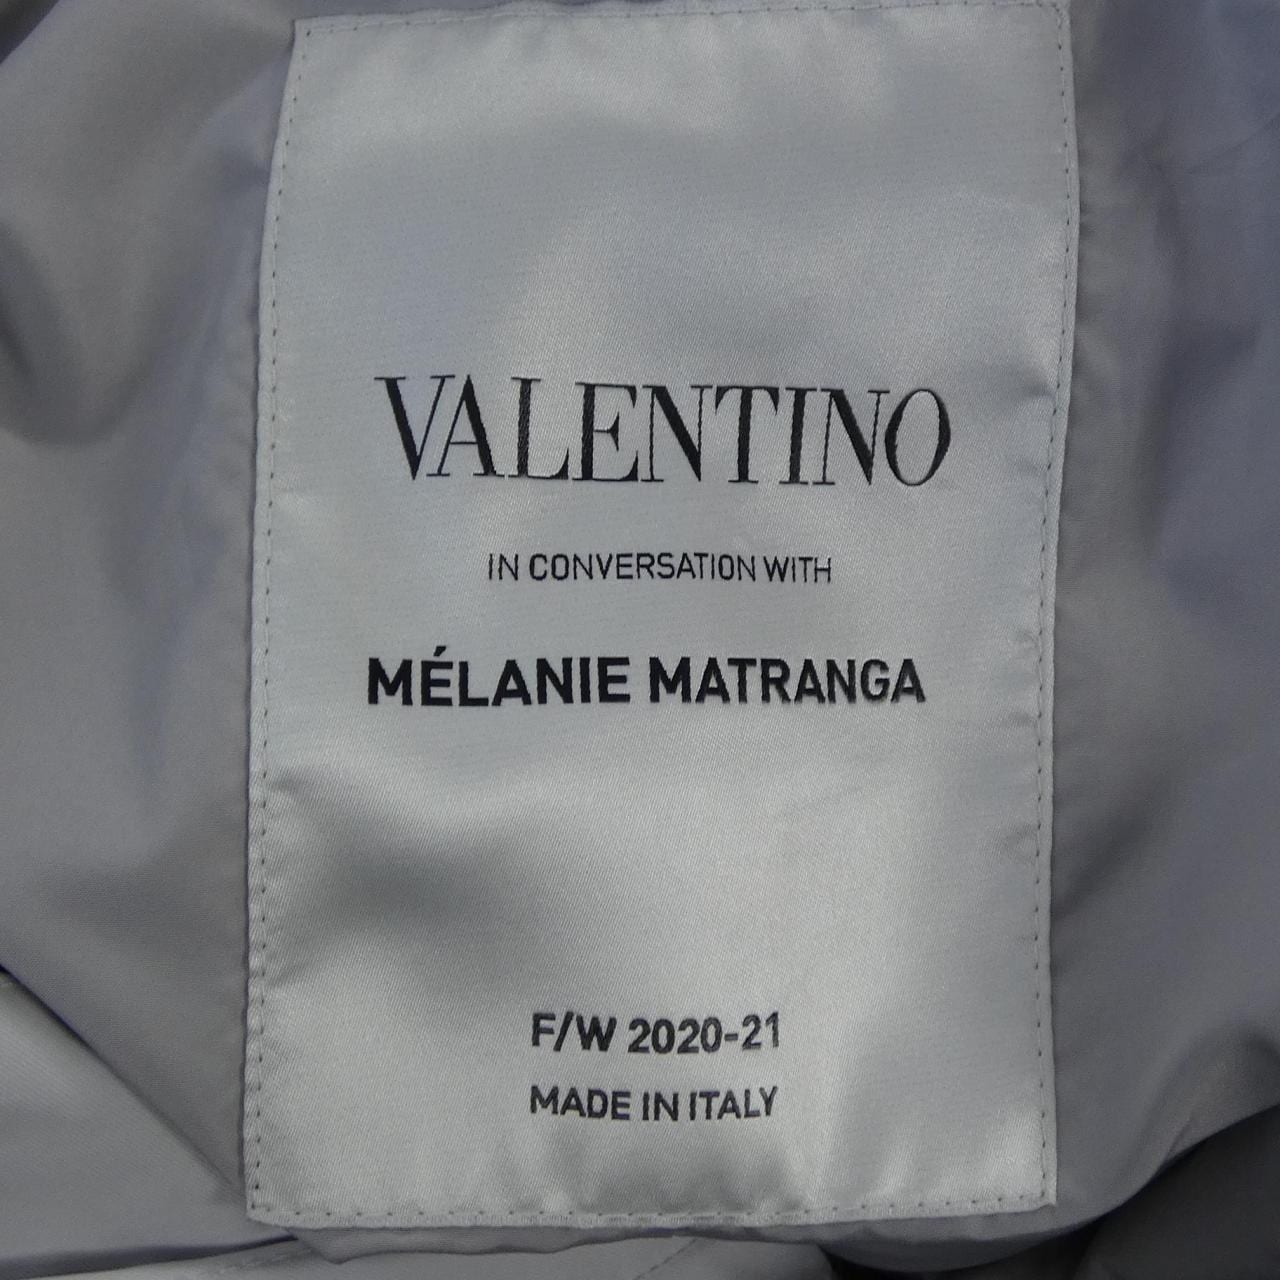 VALENTINO
IN CONVERSATION WITH
MÉLANIE MATRANGA
F/W 2020-21
MADE IN ITALY